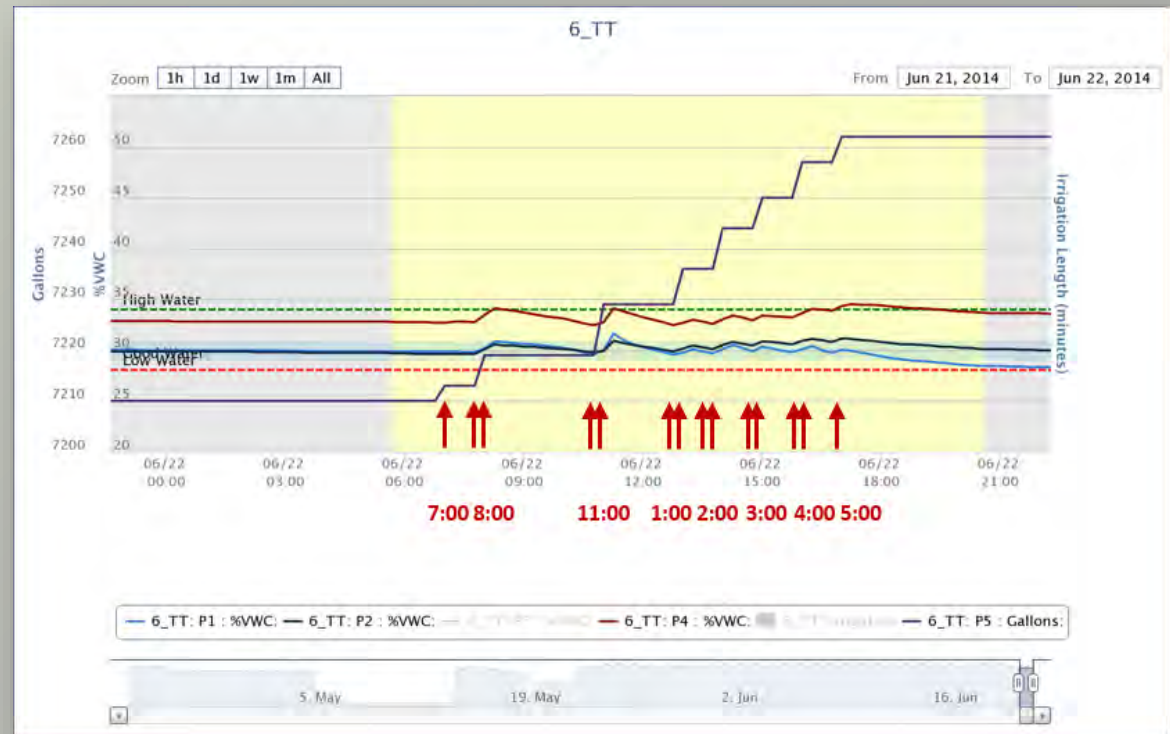 6_TT
Zoom 1h 1d 1w 1m All
From Jun 21, 2014 To Jun 22, 2014
7260 50
7250 45
7240 40
7230 35
High Water
7220 30
Good Water
Low Water
7210 25
7200 20
Gallons
%VWC
Irrigation Length (minutes)
06/22 06/22 06/22 06/22 06/22 06/22 06/22 06/22
00:00 03:00 06:00 09:00 12:00 15:00 18:00 21:00
7:00 8:00 11:00 1:00 2:00 3:00 4:00 5:00
6_TT: P1 : %VWC: 6_TT: P2 : %VWC: 6_TT: P4 : %VWC: 6_TT: P5 : Gallons:
5. May 19. May 2. Jun 16. Jun